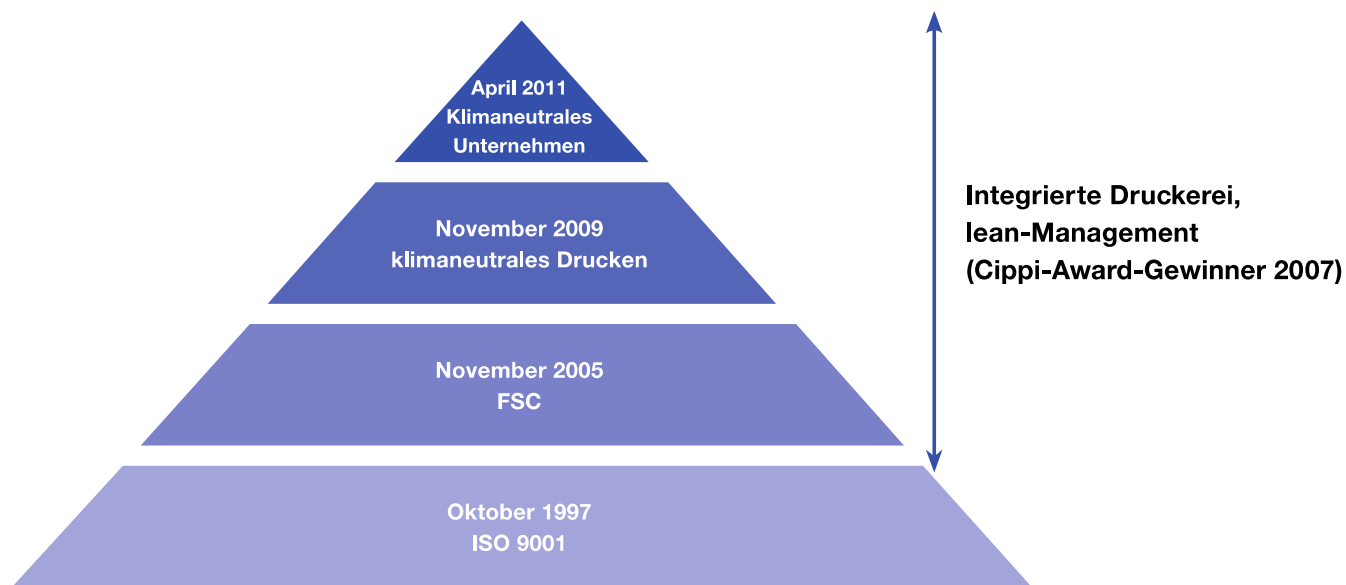 April 2011
Klimaneutrales
Unternehmen
November 2009
klimaneutrales Drucken
November 2005
FSC
Oktober 1997
ISO 9001
Integrierte Druckerei,
lean-Management
(Cippi-Award-Gewinner 2007)